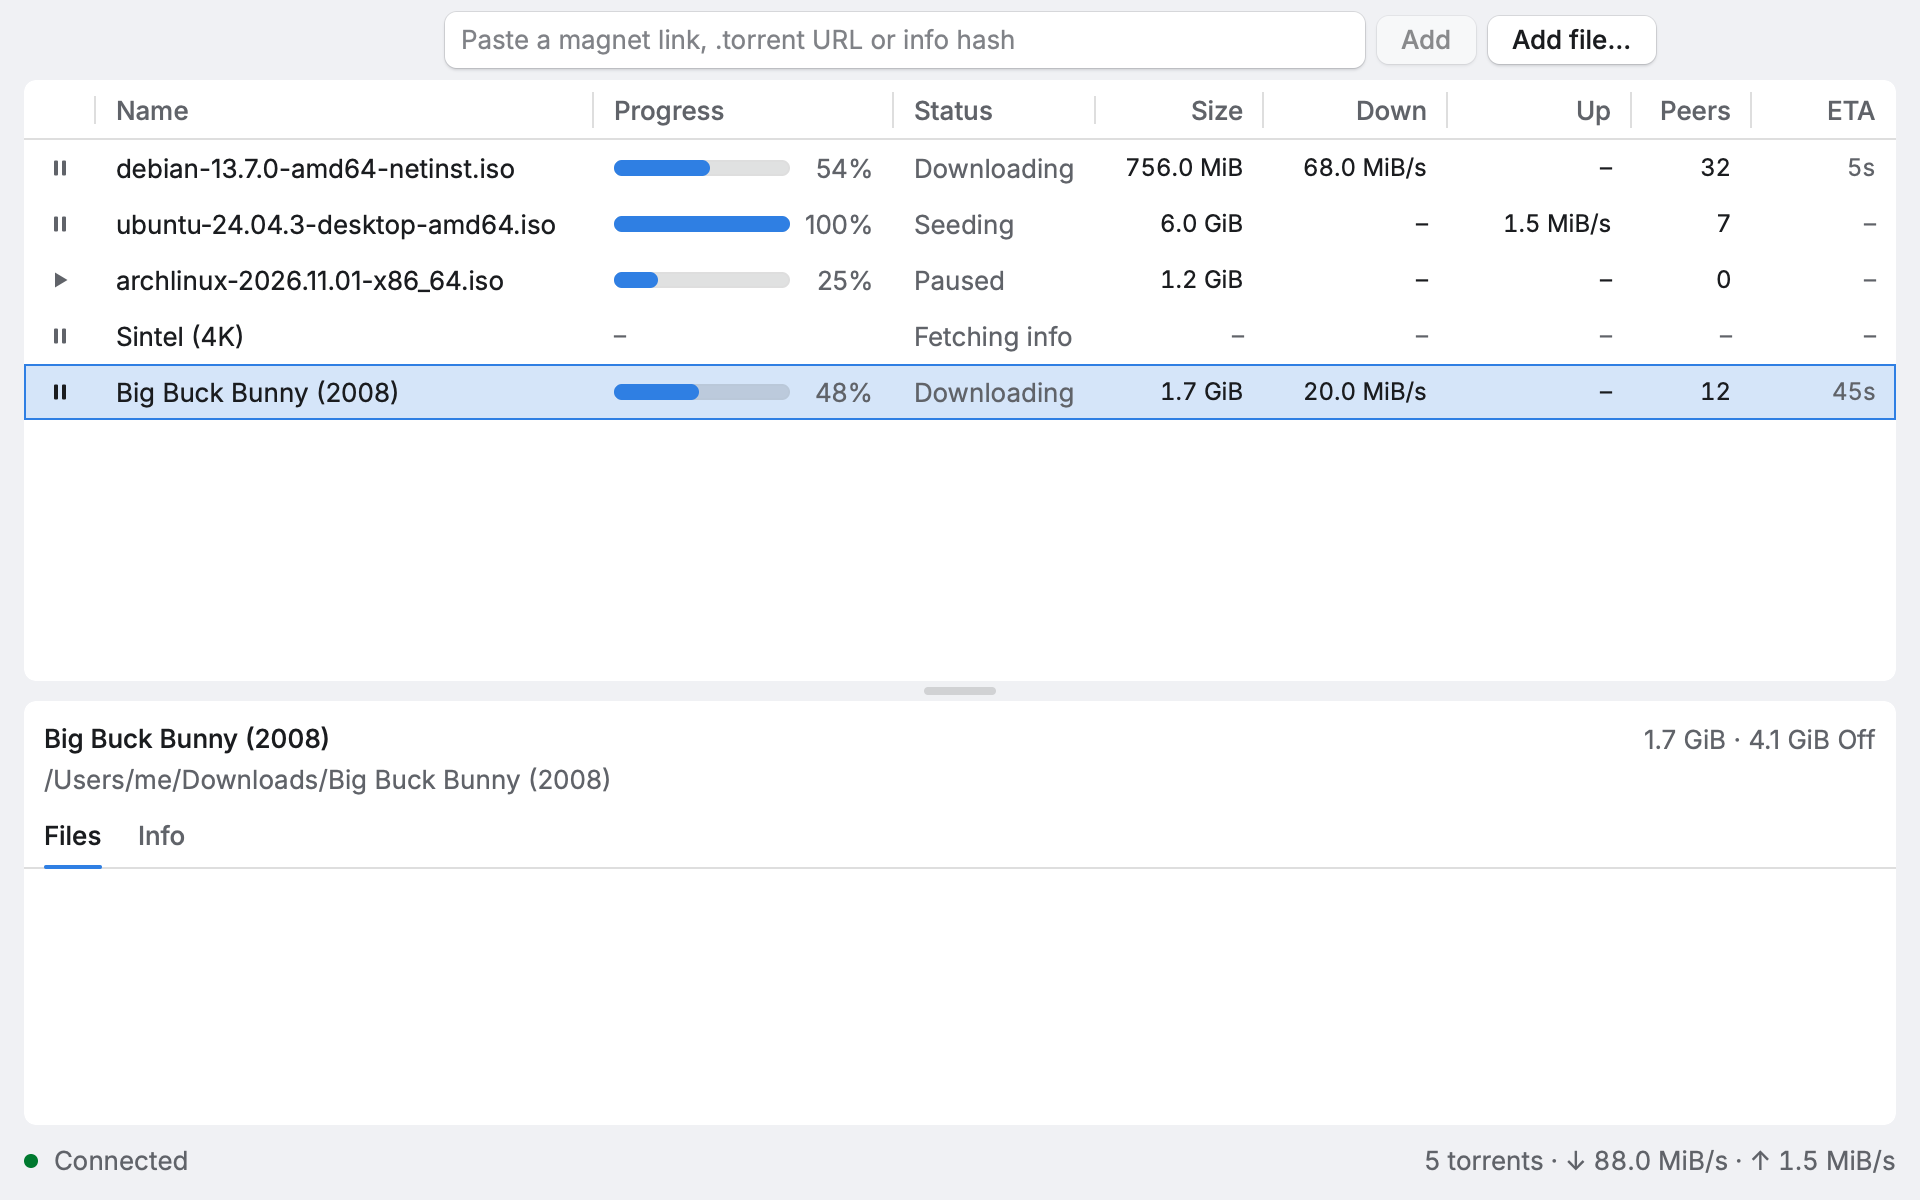 Paste a magnet link, .torrent URL or info hash Add Add file...
Name Progress Status Size Down Up Peers ETA
debian-13.7.0-amd64-netinst.iso 54% Downloading 756.0 MiB 68.0 MiB/s – 32 5s
ubuntu-24.04.3-desktop-amd64.iso 100% Seeding 6.0 GiB – 1.5 MiB/s 7 –
archlinux-2026.11.01-x86_64.iso 25% Paused 1.2 GiB – – 0 –
Sintel (4K) – Fetching info – – – – –
Big Buck Bunny (2008) 48% Downloading 1.7 GiB 20.0 MiB/s – 12 45s
Big Buck Bunny (2008) 1.7 GiB · 4.1 GiB Off
/Users/me/Downloads/Big Buck Bunny (2008)
Files Info
Connected 5 torrents · ↓ 88.0 MiB/s · ↑ 1.5 MiB/s